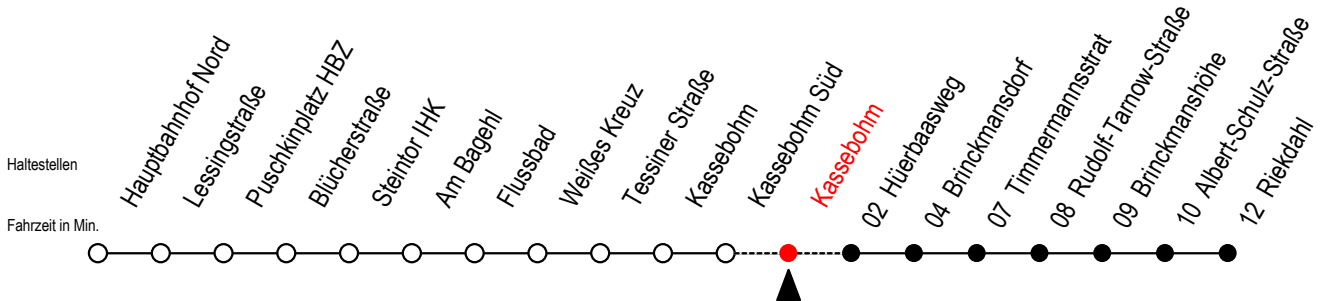 Haltestellen
Fahrzeit in Min.
Hauptbahnhof Nord
Lessingstraße
Puschkinplatz HBZ
Blücherstraße
Steintor IHK
Am Bagehl
Flussbad
Weißes Kreuz
Tessiner Straße
Kassebohm
Kassebohm Süd
Kassebohm
02 Hüerbaasweg
04 Brinckmansdorf
07 Timmermannsstrat
08 Rudolf-Tarnow-Straße
09 Brinckmanshöhe
10 Albert-Schulz-Straße
12 Riekdahl